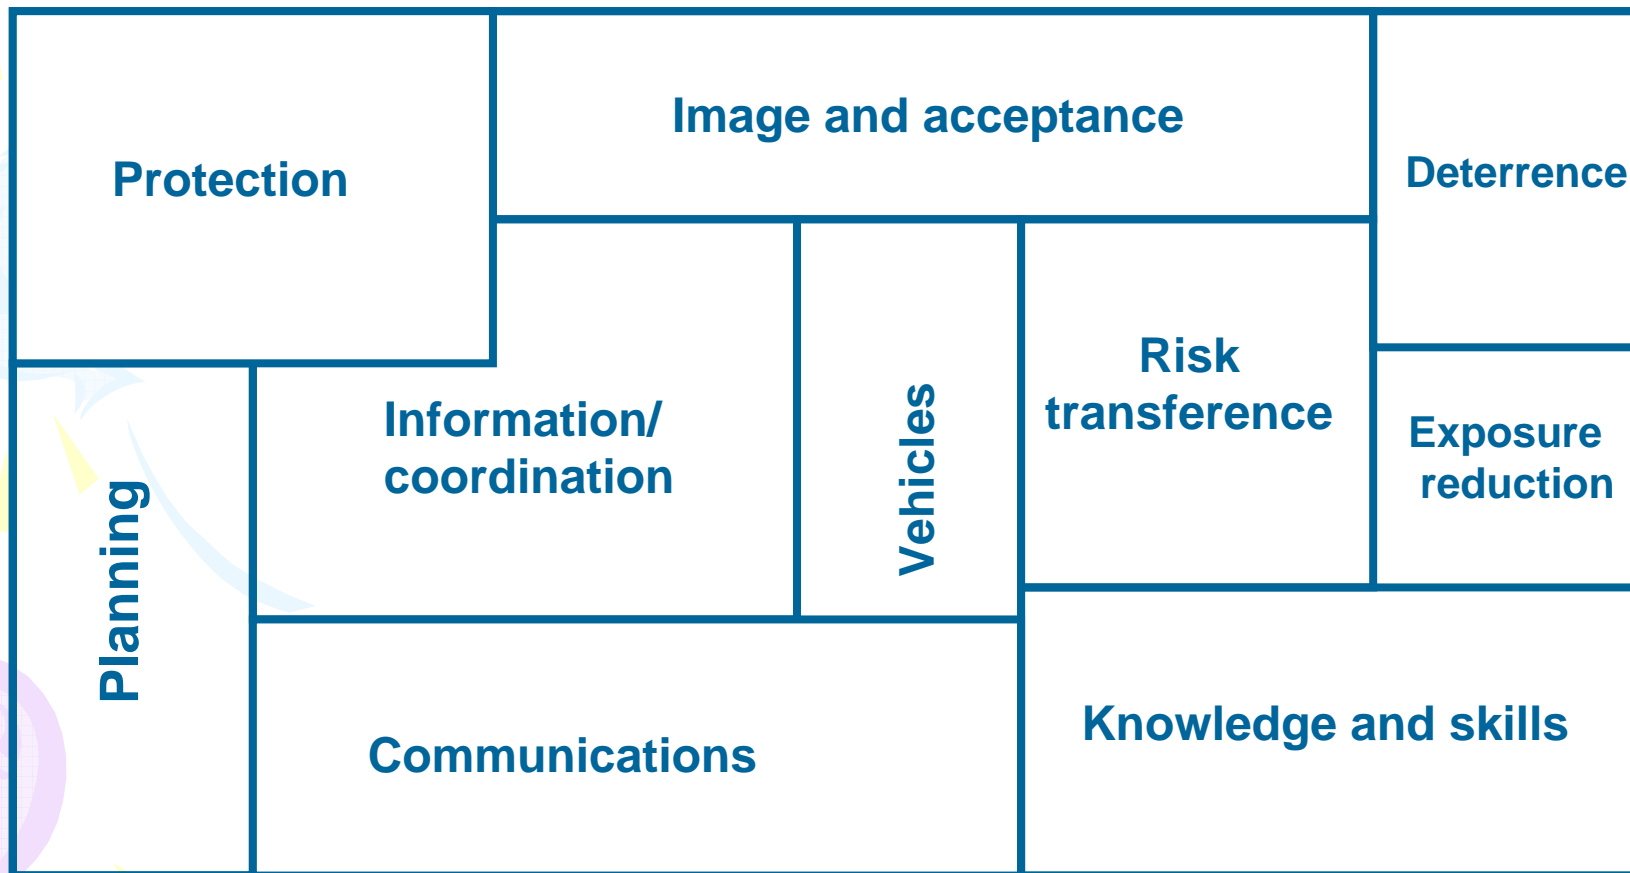 Image and acceptance
Protection
Deterrence
Risk
transference
Information/
coordination
Vehicles
Exposure
reduction
Planning
Communications
Knowledge and skills